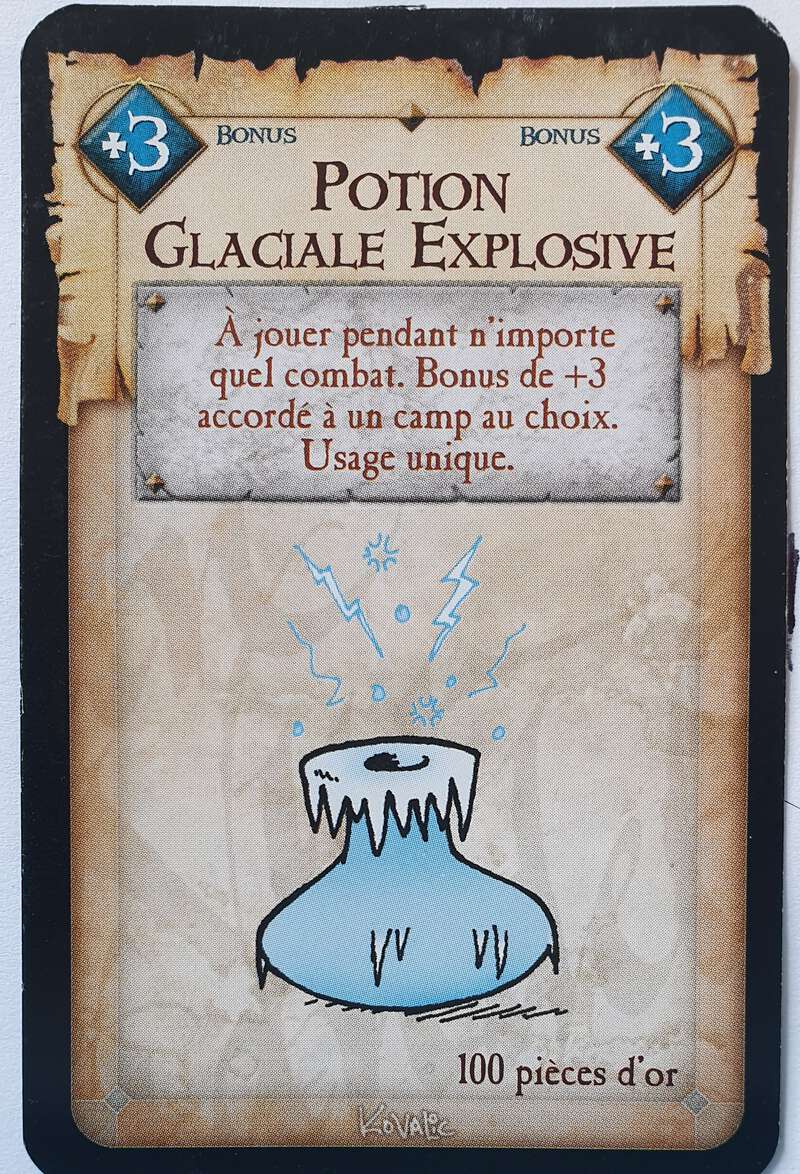 +3 BONUS BONUS +3
POTION
GLACIALE EXPLOSIVE
À jouer pendant n'importe
quel combat. Bonus de +3
accordé à un camp au choix.
Usage unique.
100 pièces d'or
KOVALIC